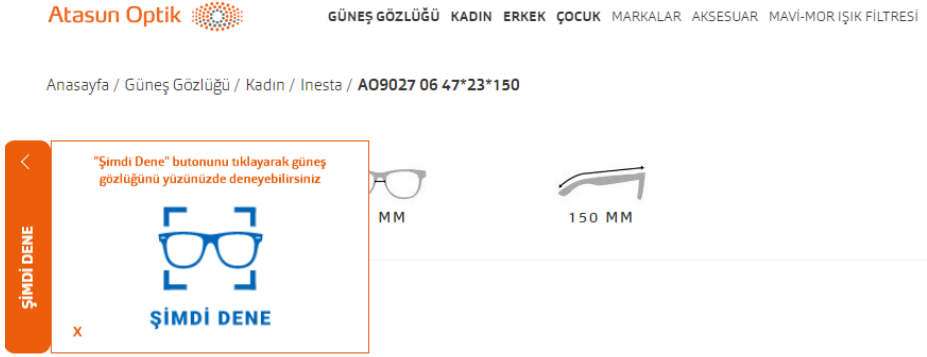 Atasun Optik
GÜNEŞ GÖZLÜĞÜ KADIN ERKEK ÇOCUK MARKALAR AKSESUAR MAVİ-MOR IŞIK FİLTRESİ
Anasayfa / Güneş Gözlüğü / Kadın / Inesta / AO9027 06 47*23*150
ŞİMDİ DENE
"Şimdi Dene" butonunu tıklayarak güneş
gözlüğünü yüzünüzde deneyebilirsiniz
ŞİMDİ DENE
X
MM
150 MM